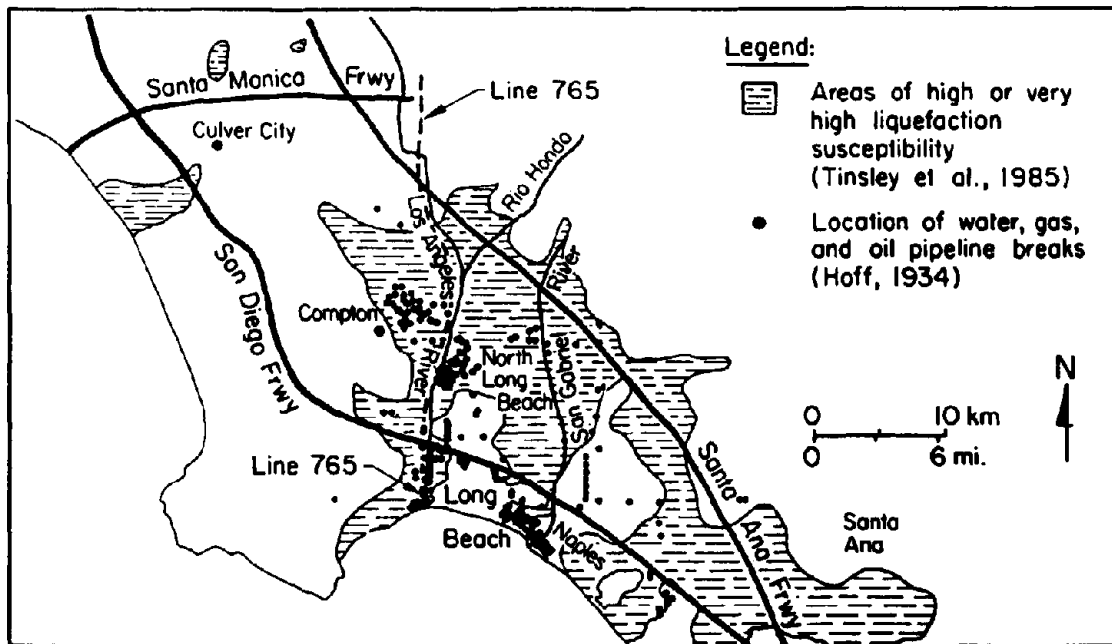 Legend:
Areas of high or very
high liquefaction
susceptibility
(Tinsley et al., 1985)
Location of water, gas,
and oil pipeline breaks
(Hoff, 1934)
Santa Monica Frwy
Line 765
Culver City
Rio Hondo
Los Angeles River
San Diego Frwy
Compton
North
Long
Beach
San Gabriel River
N
0 10 km
0 6 mi.
Line 765
Long
Beach
Naples
Santa Ana Frwy
Santa
Ana